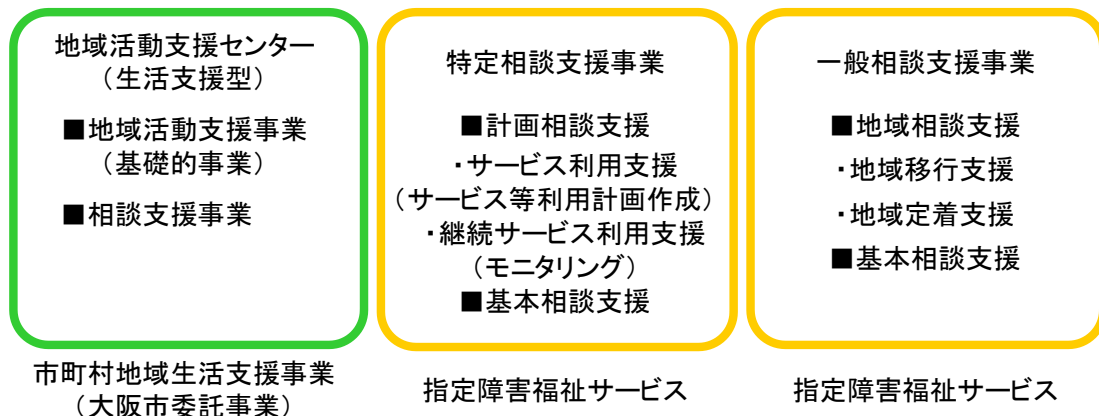 地域活動支援センター
（生活支援型）
■地域活動支援事業
（基礎的事業）
■相談支援事業
市町村地域生活支援事業
（大阪市委託事業）
特定相談支援事業
■計画相談支援
・サービス利用支援
（サービス等利用計画作成）
・継続サービス利用支援
（モニタリング）
■基本相談支援
指定障害福祉サービス
一般相談支援事業
■地域相談支援
・地域移行支援
・地域定着支援
■基本相談支援
指定障害福祉サービス